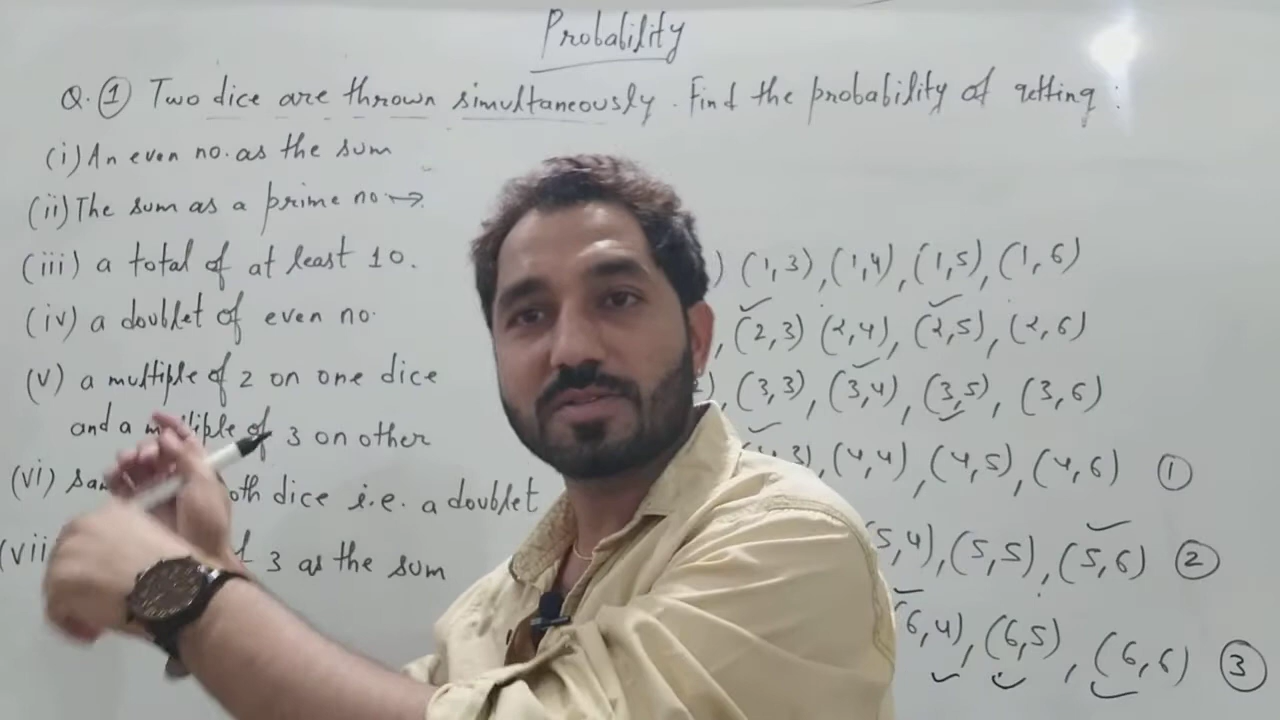 Probability
Q. 1 Two dice are thrown simultaneously. Find the probability of getting :
(i) An even no. as the sum
(ii) The sum as a prime no →
(iii) a total of at least 10.
) (1,3), (1,4), (1,5), (1,6)
(iv) a doublet of even no.
, (2,3) (2,4), (2,5), (2,6)
(v) a multiple of 2 on one dice
) (3,3), (3,4), (3,5), (3,6)
and a multiple of 3 on other
3), (4,4), (4,5), (4,6) 1
(vi) dice i.e. a doublet
5,4), (5,5), (5,6) 2
3 as the sum
(6,4), (6,5), (6,6) 3